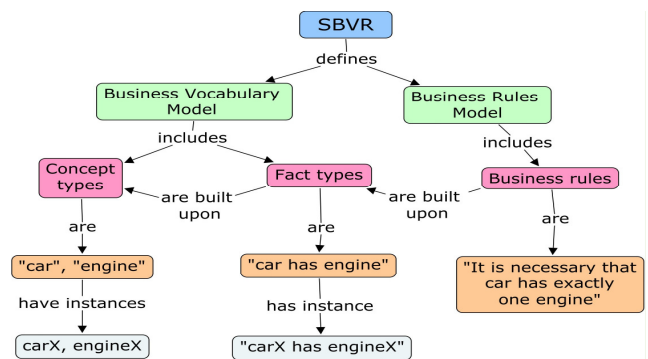 SBVR
defines
Business Vocabulary
Model
Business Rules
Model
includes
includes
Concept
types
Fact types
Business rules
are built
upon
are built
upon
are
are
are
"car", "engine"
"car has engine"
"It is necessary that
car has exactly
one engine"
have instances
has instance
carX, engineX
"carX has engineX"